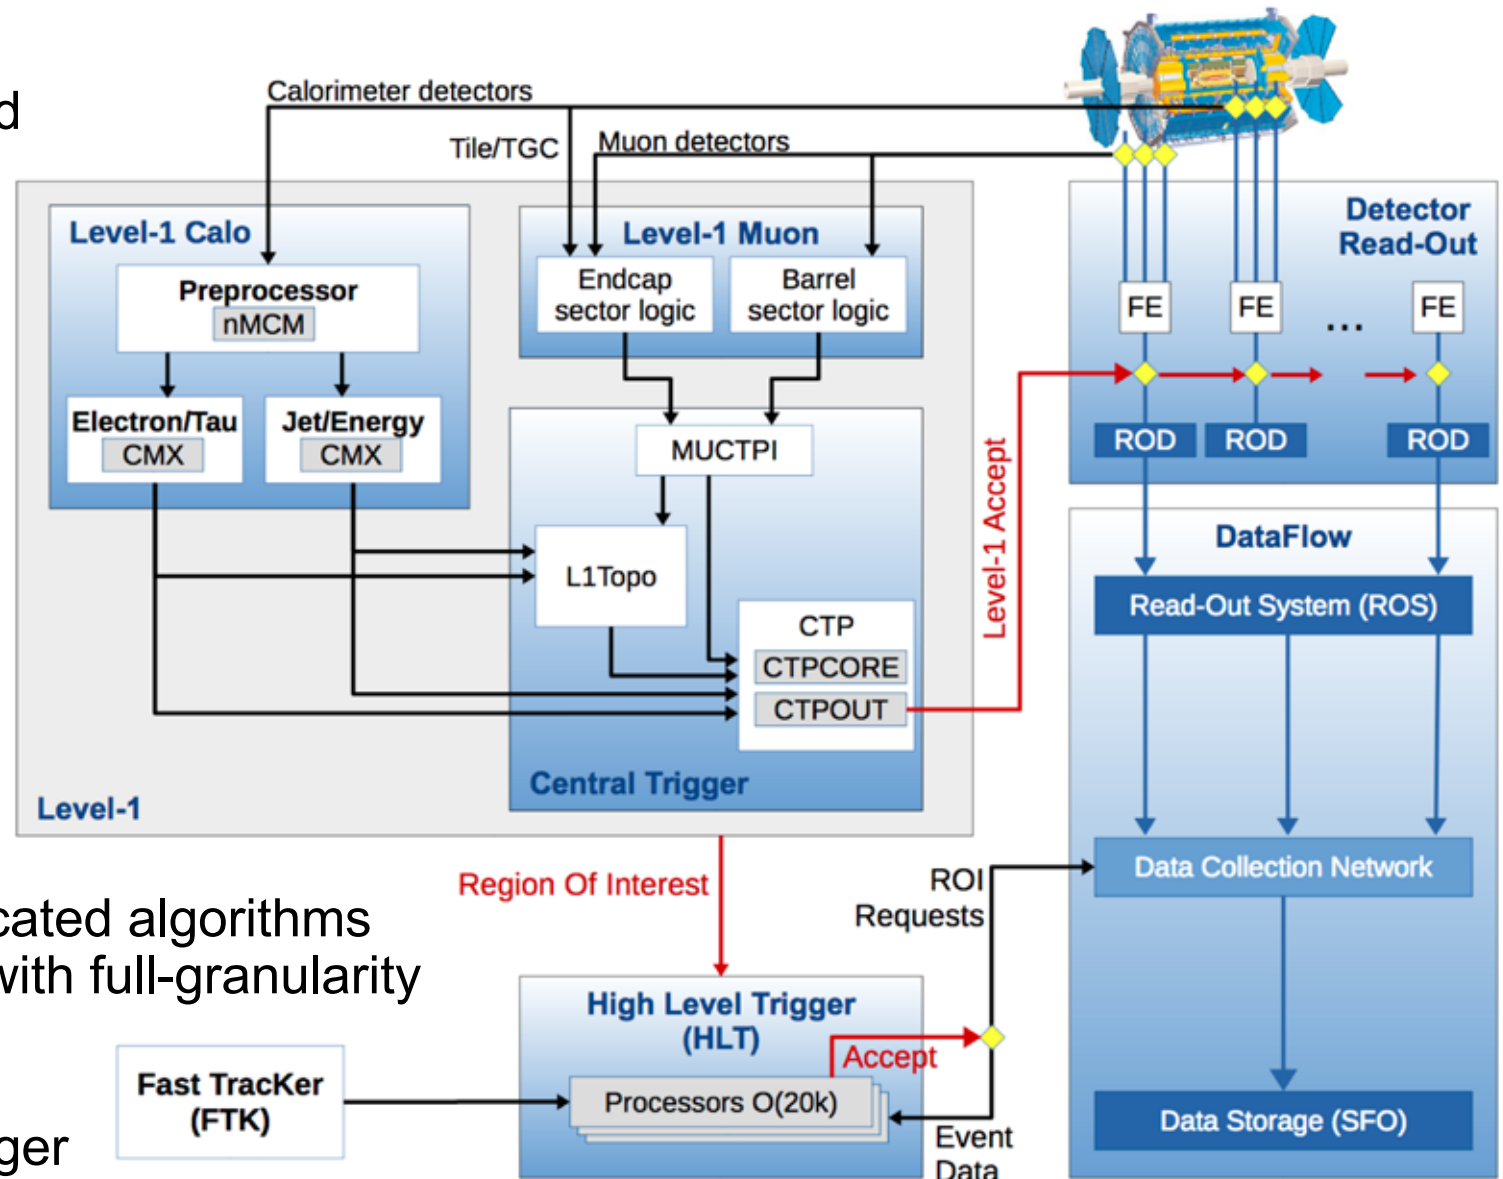 d
Calorimeter detectors
Tile/TGC
Muon detectors
Level-1 Calo
Preprocessor
nMCM
Electron/Tau
CMX
Jet/Energy
CMX
Level-1 Muon
Endcap
sector logic
Barrel
sector logic
MUCTPI
L1Topo
CTP
CTPCORE
CTPOUT
Central Trigger
Level-1
Level-1 Accept
Detector
Read-Out
FE
FE
...
FE
ROD
ROD
ROD
DataFlow
Read-Out System (ROS)
Data Collection Network
Data Storage (SFO)
Region Of Interest
ROI
Requests
cated algorithms
with full-granularity
High Level Trigger
(HLT)
Accept
Processors O(20k)
Fast TracKer
(FTK)
Event
Data
ger